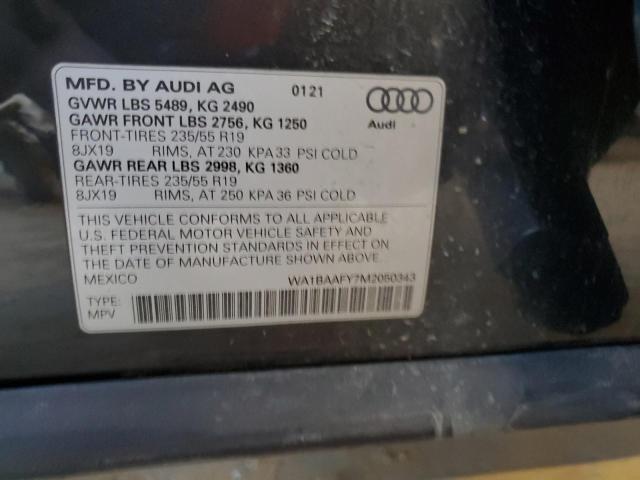 MFD. BY AUDI AG 0121
GVWR LBS 5489, KG 2490
GAWR FRONT LBS 2756, KG 1250
FRONT-TIRES 235/55 R19
8JX19 RIMS, AT 230 KPA 33 PSI COLD
GAWR REAR LBS 2998, KG 1360
REAR-TIRES 235/55 R19
8JX19 RIMS, AT 250 KPA 36 PSI COLD
Audi
THIS VEHICLE CONFORMS TO ALL APPLICABLE
U.S. FEDERAL MOTOR VEHICLE SAFETY AND
THEFT PREVENTION STANDARDS IN EFFECT ON
THE DATE OF MANUFACTURE SHOWN ABOVE.
MEXICO WA1BAAFY7M2050343
TYPE:
MPV